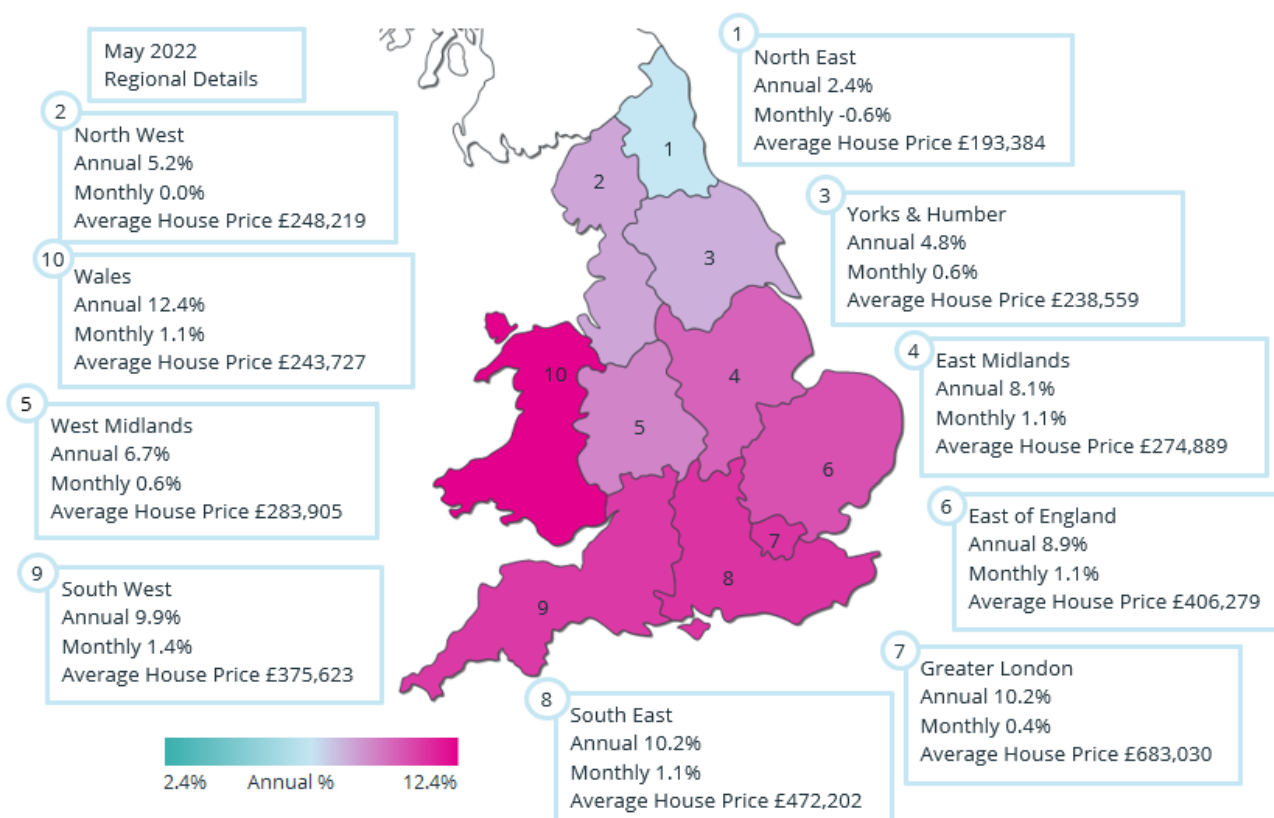 May 2022
Regional Details
1
North East
Annual 2.4%
Monthly -0.6%
Average House Price £193,384
2
North West
Annual 5.2%
Monthly 0.0%
Average House Price £248,219
3
Yorks & Humber
Annual 4.8%
Monthly 0.6%
Average House Price £238,559
10
Wales
Annual 12.4%
Monthly 1.1%
Average House Price £243,727
4
East Midlands
Annual 8.1%
Monthly 1.1%
Average House Price £274,889
5
West Midlands
Annual 6.7%
Monthly 0.6%
Average House Price £283,905
6
East of England
Annual 8.9%
Monthly 1.1%
Average House Price £406,279
9
South West
Annual 9.9%
Monthly 1.4%
Average House Price £375,623
7
Greater London
Annual 10.2%
Monthly 0.4%
Average House Price £683,030
8
South East
Annual 10.2%
Monthly 1.1%
Average House Price £472,202
1
2
3
10
4
5
6
7
8
9
2.4% Annual % 12.4%